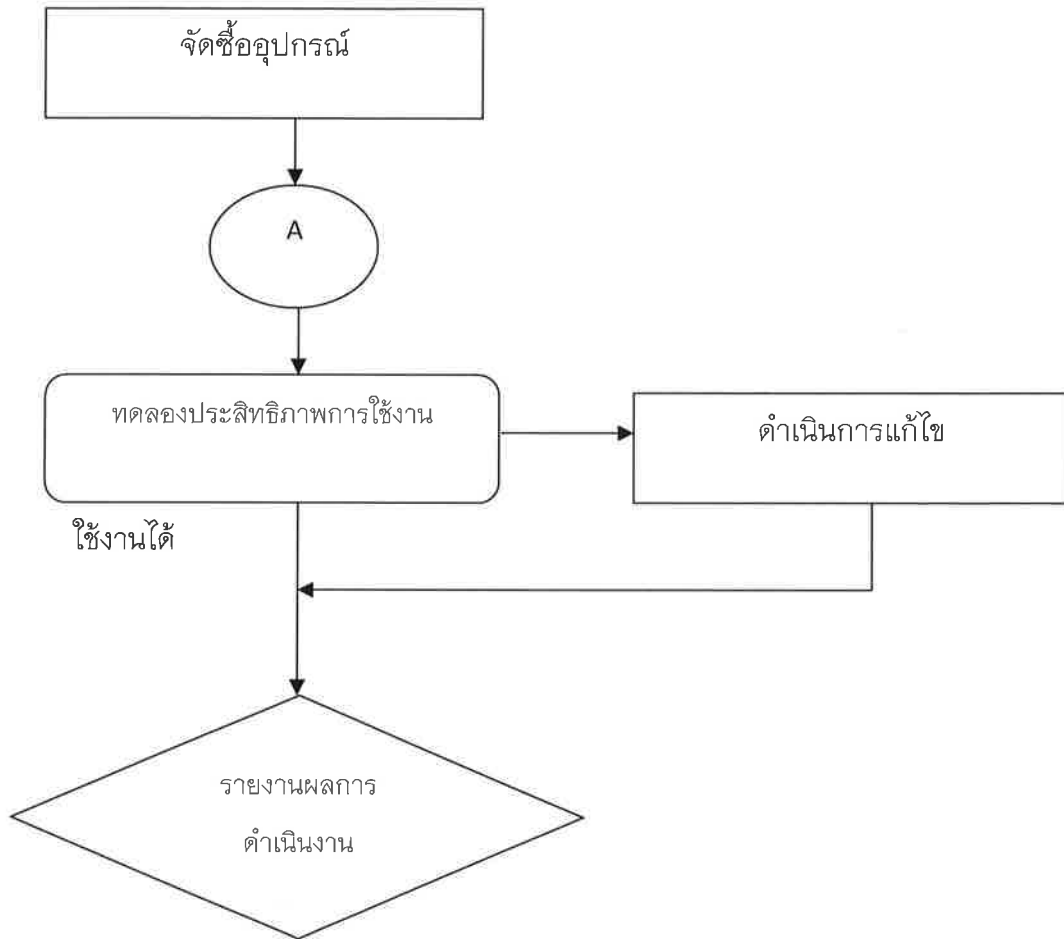 จัดซื้ออุปกรณ์
A
ทดลองประสิทธิภาพการใช้งาน
ดำเนินการแก้ไข
ใช้งานได้
รายงานผลการ
ดำเนินงาน